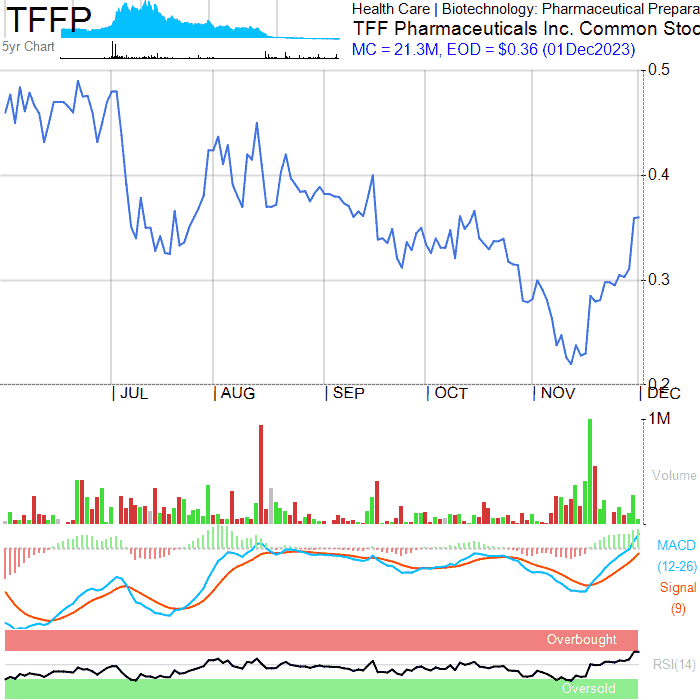 TFFP
5yr Chart
Health Care | Biotechnology: Pharmaceutical Prepara
TFF Pharmaceuticals Inc. Common Stoc
MC = 21.3M, EOD = $0.36 (01Dec2023)
0.5
0.4
0.3
0.2
JUL AUG SEP OCT NOV DEC
1M
Volume
MACD
(12-26)
Signal
(9)
Overbought
RSI(14)
Oversold